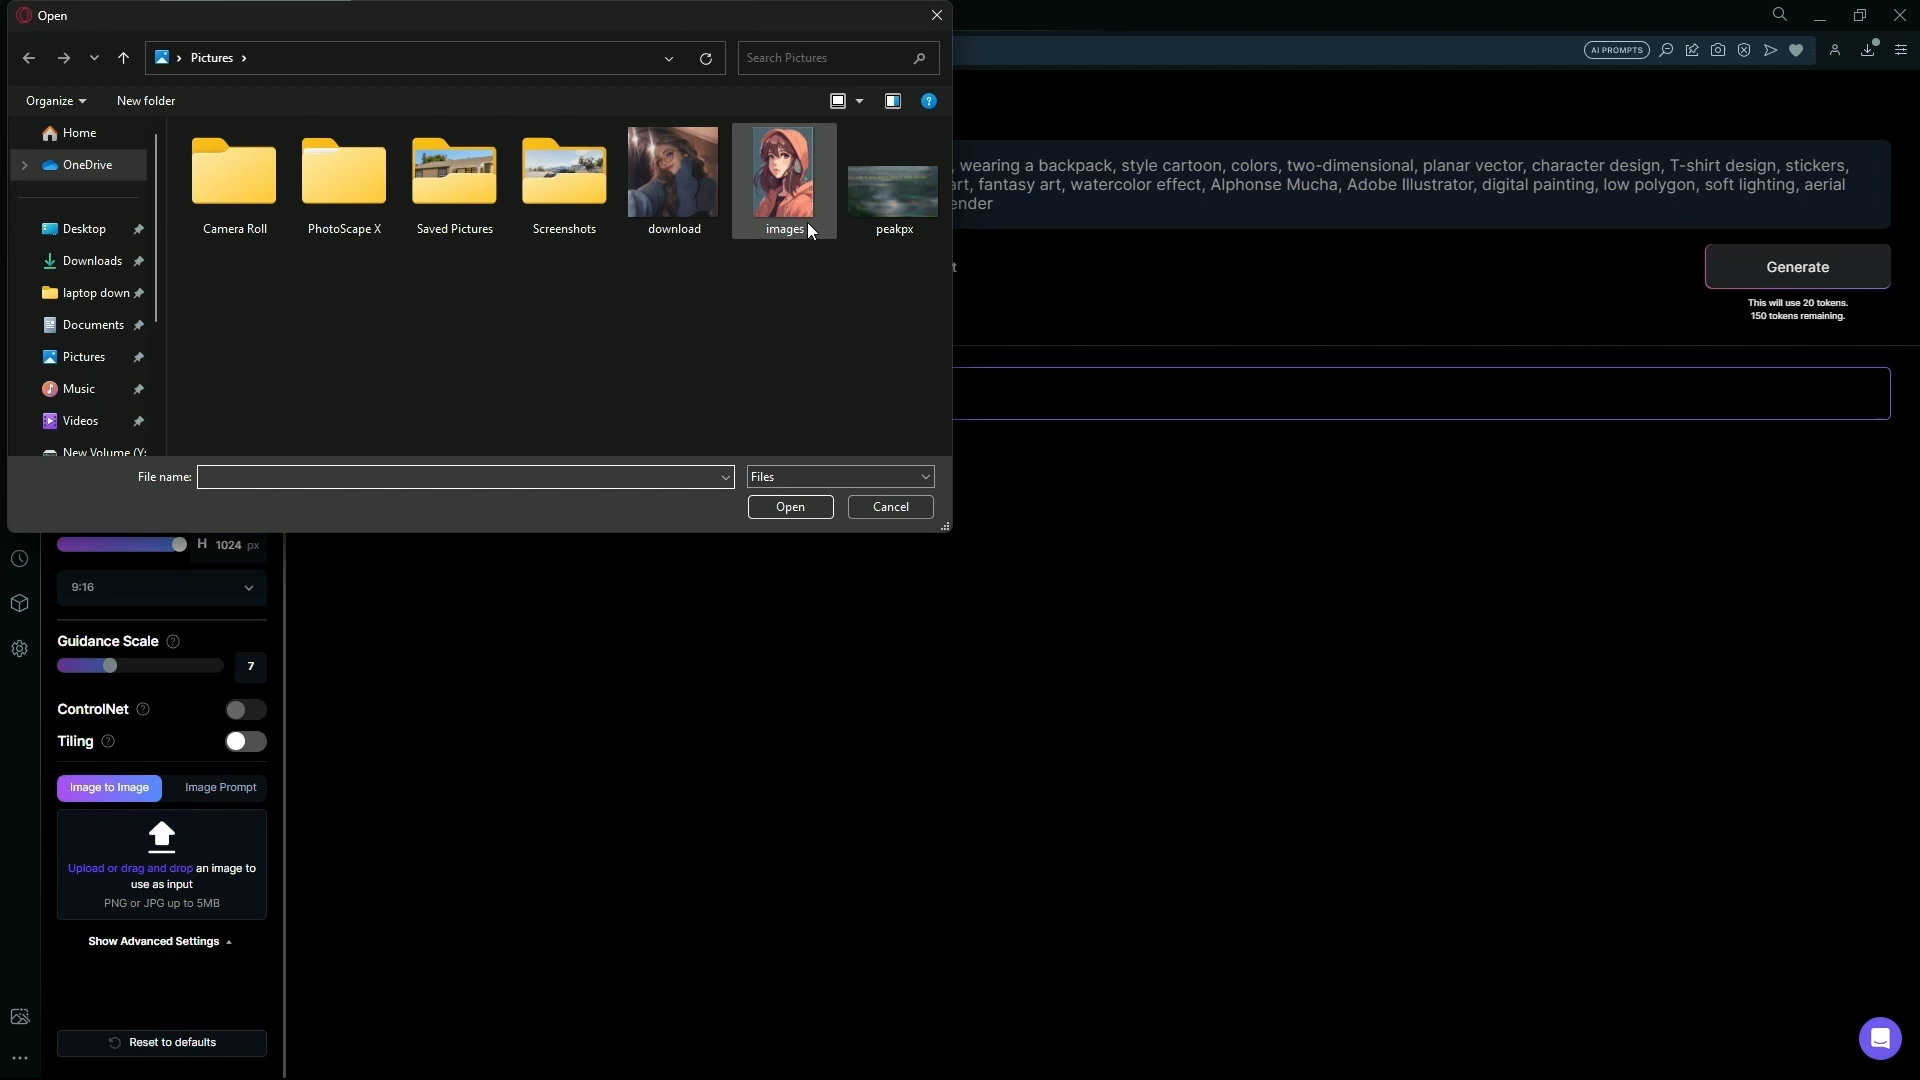 Open
Pictures
Search Pictures
AI PROMPTS
Organize
New folder
Home
OneDrive
Desktop
Downloads
laptop down
Documents
Pictures
Music
Videos
New Volume (Y:
Camera Roll
PhotoScape X
Saved Pictures
Screenshots
download
images
peakpx
File name:
Files
Open
Cancel
, wearing a backpack, style cartoon, colors, two-dimensional, planar vector, character design, T-shirt design, stickers,
art, fantasy art, watercolor effect, Alphonse Mucha, Adobe Illustrator, digital painting, low polygon, soft lighting, aerial
ender
t
Generate
This will use 20 tokens.
150 tokens remaining.
H 1024 px
9:16
Guidance Scale
7
ControlNet
Tiling
Image to Image
Image Prompt
Upload or drag and drop an image to
use as input
PNG or JPG up to 5MB
Show Advanced Settings
Reset to defaults